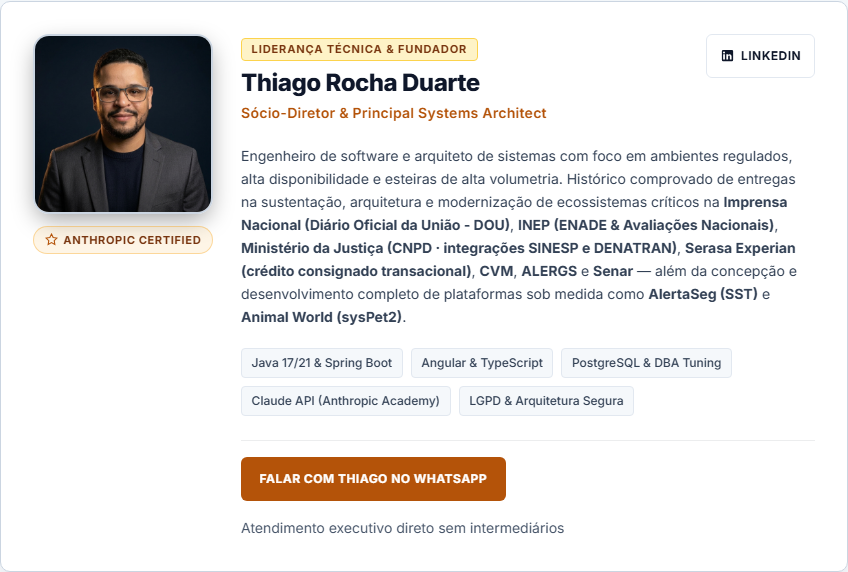 LIDERANÇA TÉCNICA & FUNDADOR
Thiago Rocha Duarte
Sócio-Diretor & Principal Systems Architect
LINKEDIN
ANTHROPIC CERTIFIED
Engenheiro de software e arquiteto de sistemas com foco em ambientes regulados,
alta disponibilidade e esteiras de alta volumetria. Histórico comprovado de entregas
na sustentação, arquitetura e modernização de ecossistemas críticos na Imprensa
Nacional (Diário Oficial da União - DOU), INEP (ENADE & Avaliações Nacionais),
Ministério da Justiça (CNPD · integrações SINESP e DENATRAN), Serasa Experian
(crédito consignado transacional), CVM, ALERGS e Senar — além da concepção e
desenvolvimento completo de plataformas sob medida como AlertaSeg (SST) e
Animal World (sysPet2).
Java 17/21 & Spring Boot
Angular & TypeScript
PostgreSQL & DBA Tuning
Claude API (Anthropic Academy)
LGPD & Arquitetura Segura
FALAR COM THIAGO NO WHATSAPP
Atendimento executivo direto sem intermediários